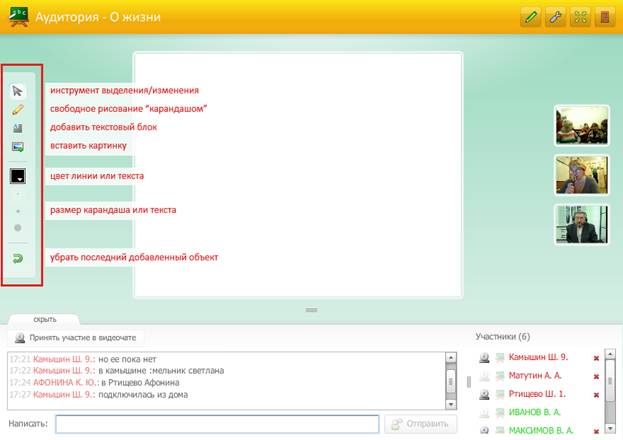 abc
Аудитория - О жизни
инструмент выделения/изменения
свободное рисование “карандашом”
добавить текстовый блок
вставить картинку
цвет линии или текста
размер карандаша или текста
убрать последний добавленный объект
скрыть
Принять участие в видеочате
Участники (6)
17:21 Камышин Ш. 9.: но ее пока нет
17:22 Камышин Ш. 9.: в камышине :мельник светлана
17:24 АФОНИНА К. Ю.: в Ртищево Афонина
17:27 Камышин Ш. 9.: подключилась из дома
Камышин Ш. 9.
Матутин А. А.
Ртищево Ш. 1.
ИВАНОВ В. А.
МАКСИМОВ В. А.
Написать:
Отправить